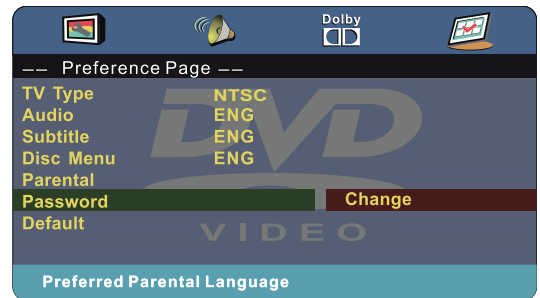 Dolby
-- Preference Page --
TV Type NTSC
Audio ENG
Subtitle ENG
Disc Menu ENG
Parental
Password Change
Default
DVD
VIDEO
Preferred Parental Language